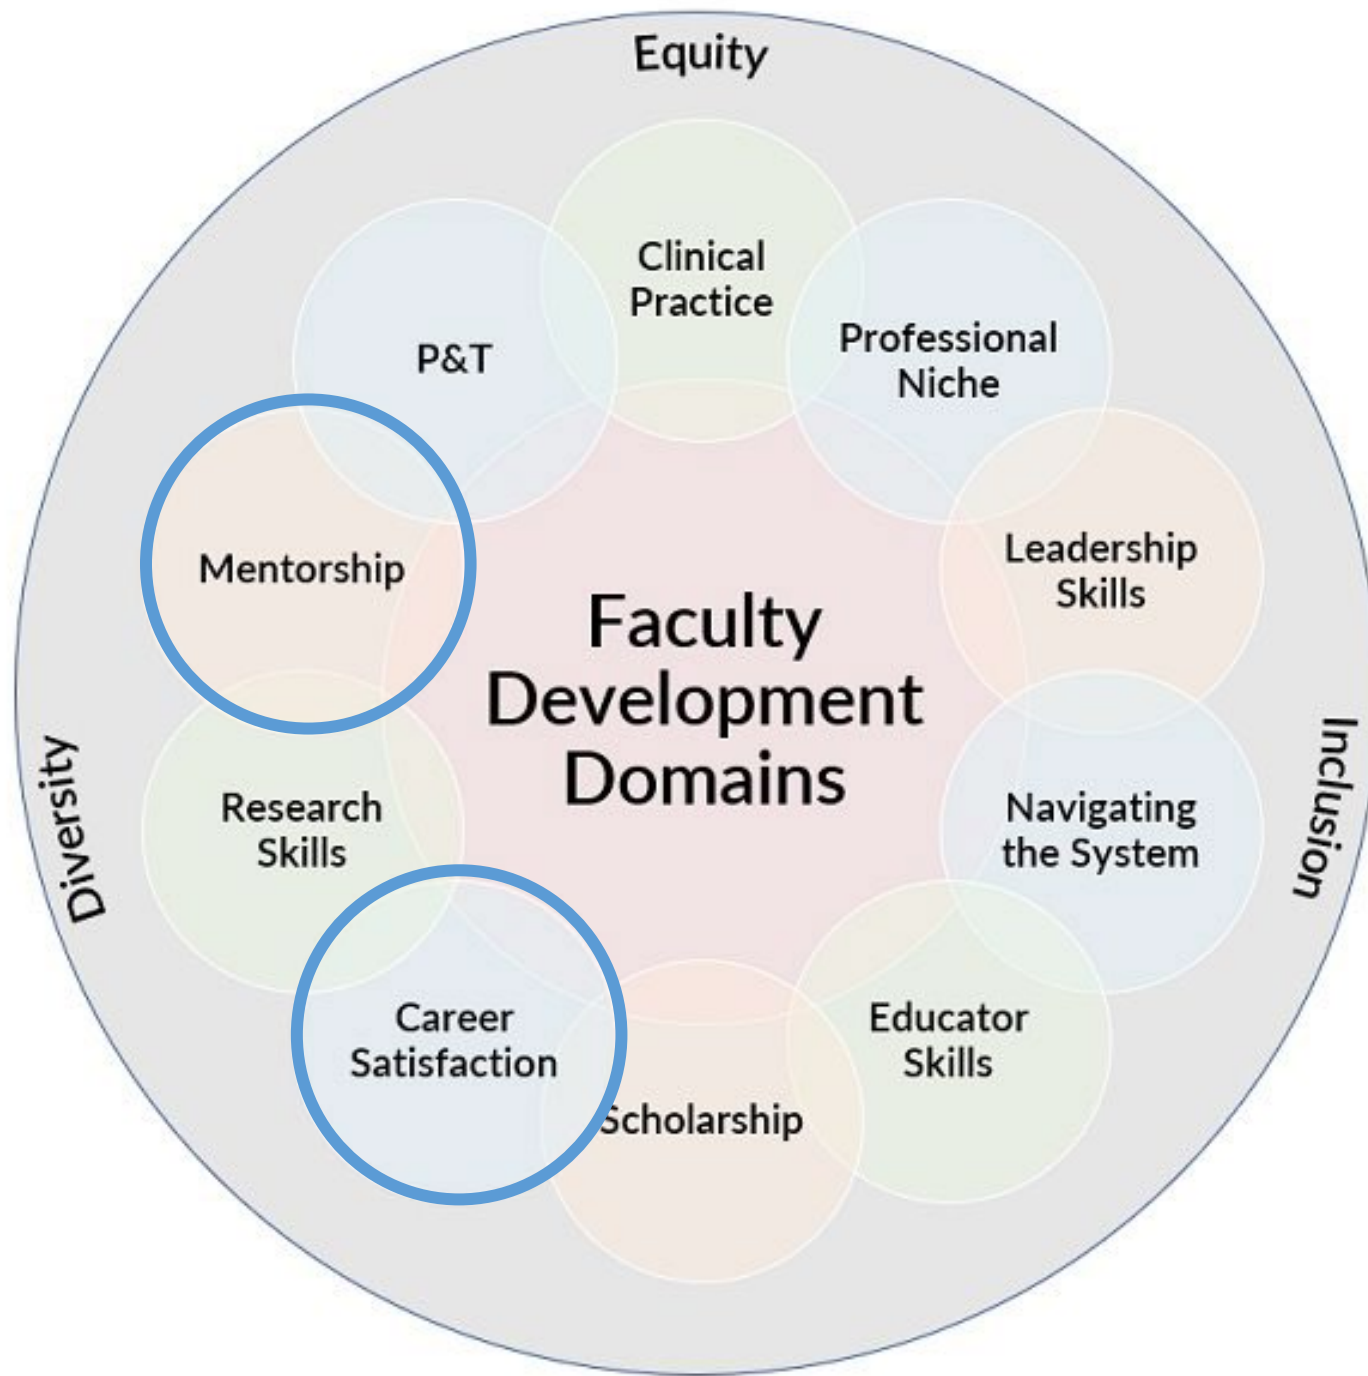 Equity
Clinical
Practice
Professional
Niche
P&T
Leadership
Skills
Mentorship
Faculty
Development
Domains
Inclusion
Diversity
Research
Skills
Navigating
the System
Career
Satisfaction
Educator
Skills
Scholarship